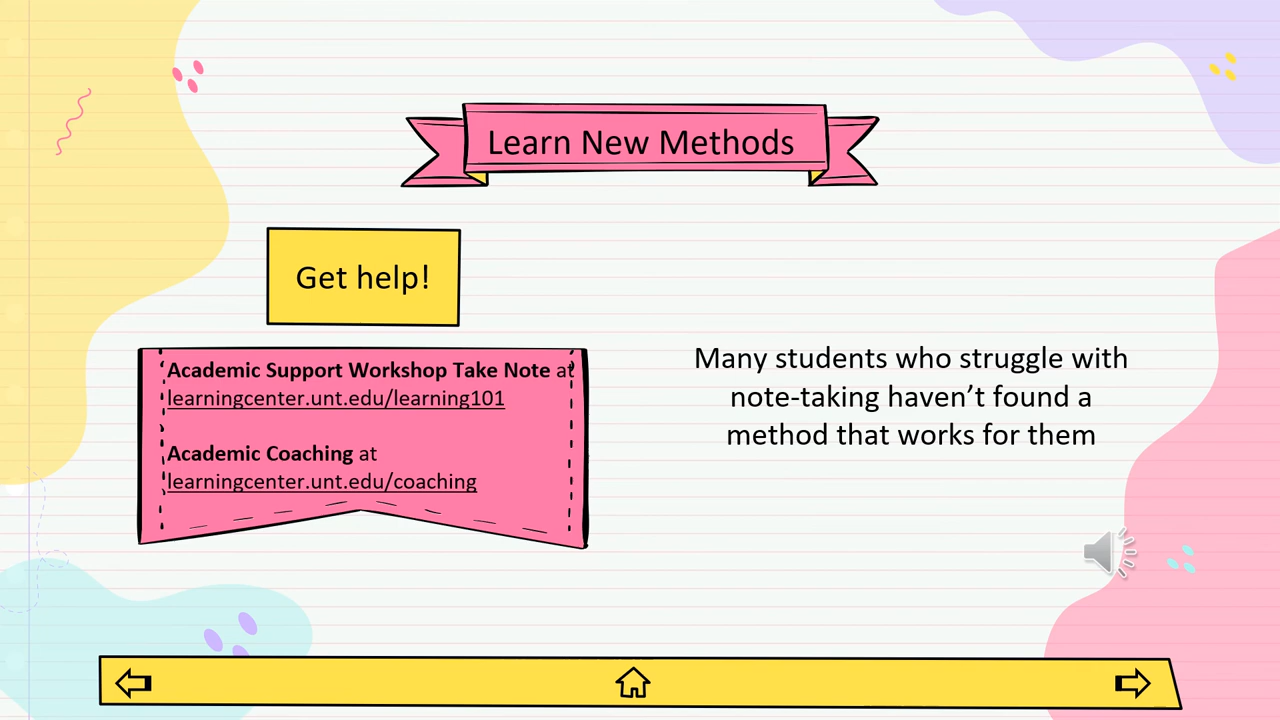 Learn New Methods
Get help!
Academic Support Workshop Take Note at
learningcenter.unt.edu/learning101
Academic Coaching at
learningcenter.unt.edu/coaching
Many students who struggle with
note-taking haven’t found a
method that works for them